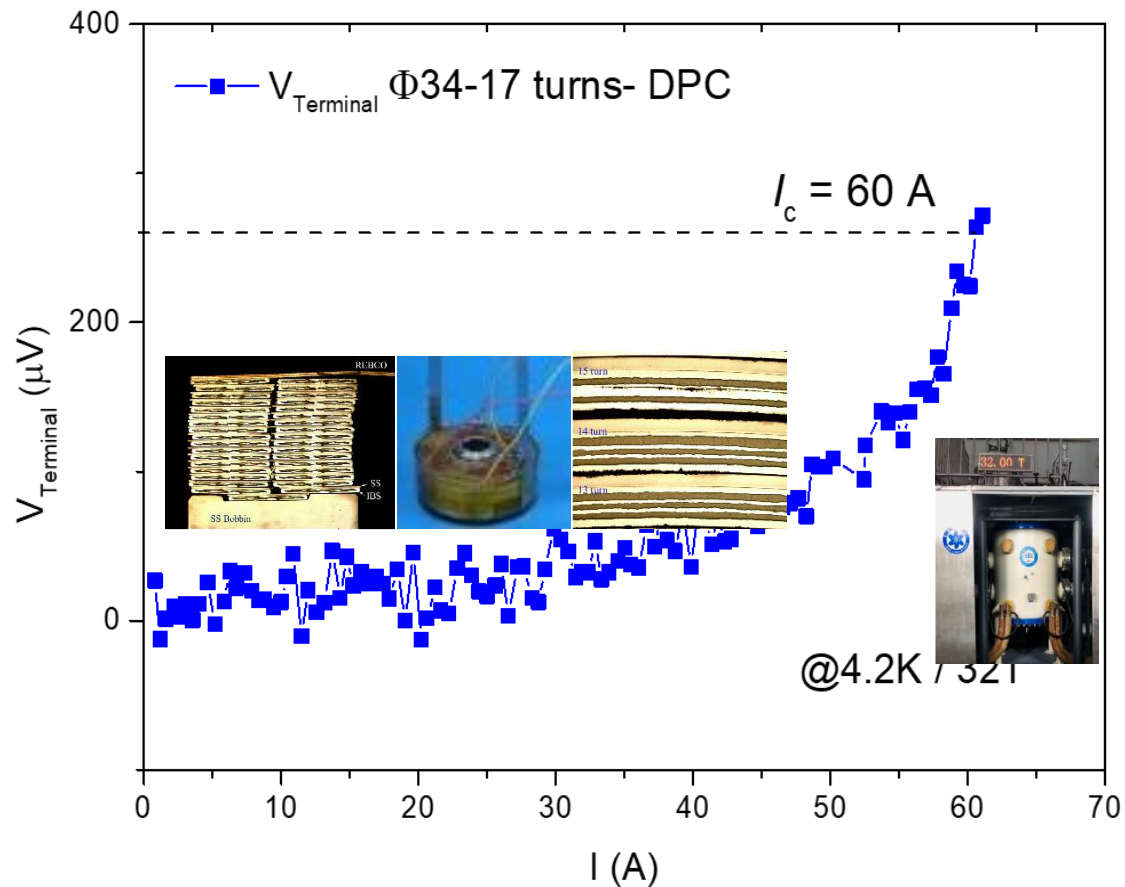 400
V_Terminal Φ34-17 turns- DPC
I_c = 60 A
200
V_Terminal (μV)
REBCO
SS
IBS
SS Bobbin
15 turn
14 turn
13 turn
32.00 T
0
@4.2K / 32T
0 10 20 30 40 50 60 70
I (A)